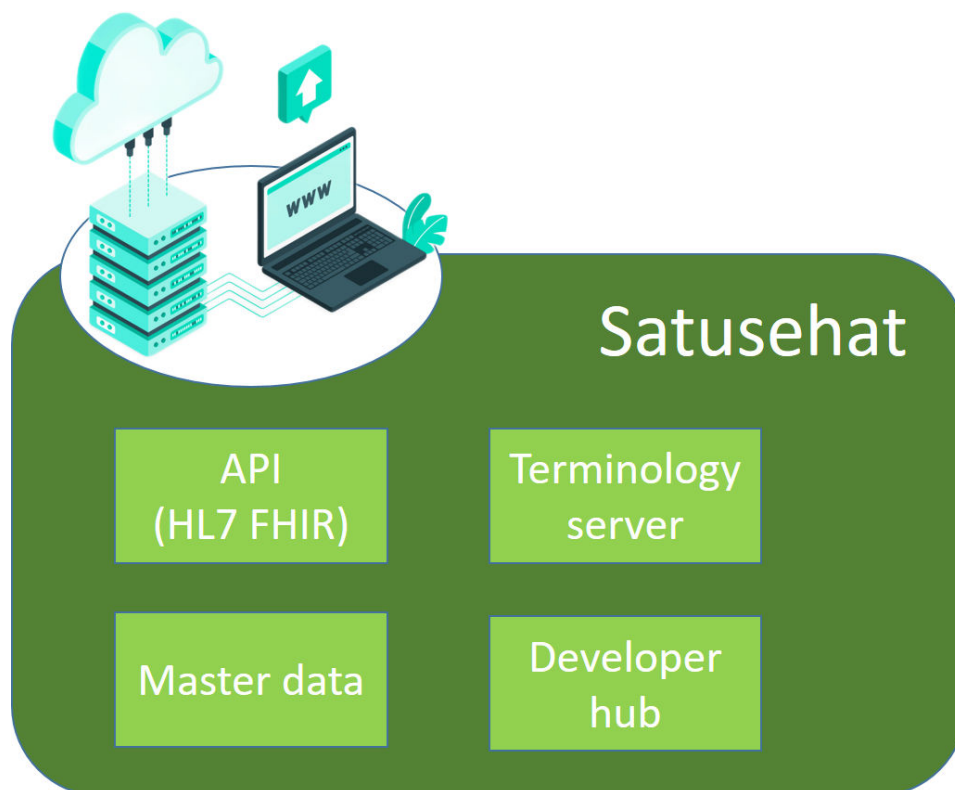 WWW
Satusehat
API
(HL7 FHIR)
Terminology
server
Master data
Developer
hub